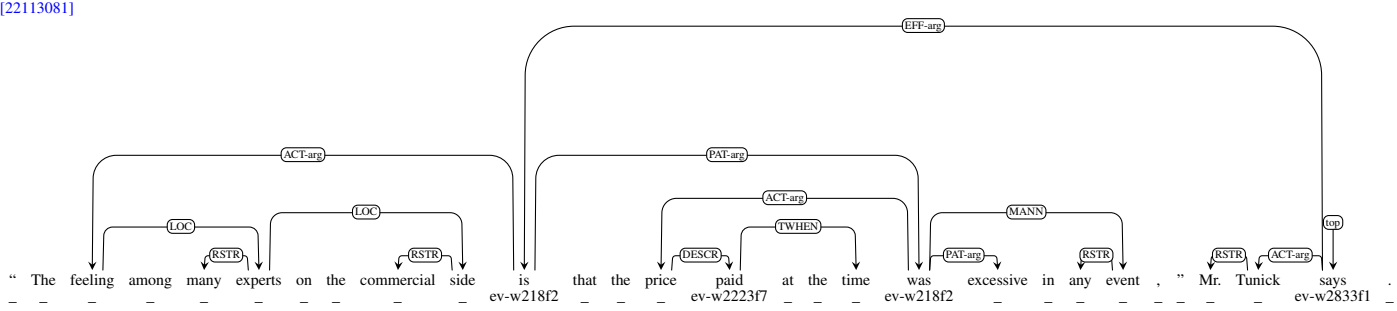 [22113081]
EFF-arg
ACT-arg PAT-arg
ACT-arg
LOC MANN
LOC TWHEN top
RSTR RSTR DESCR PAT-arg RSTR RSTR ACT-arg
“ The feeling among many experts on the commercial side is that the price paid at the time was excessive in any event , ” Mr. Tunick says .
_ _ _ _ _ _ _ _ _ _ ev-w218f2 _ _ _ ev-w2223f7 _ _ _ ev-w218f2 _ _ _ _ _ _ _ _ ev-w2833f1 _